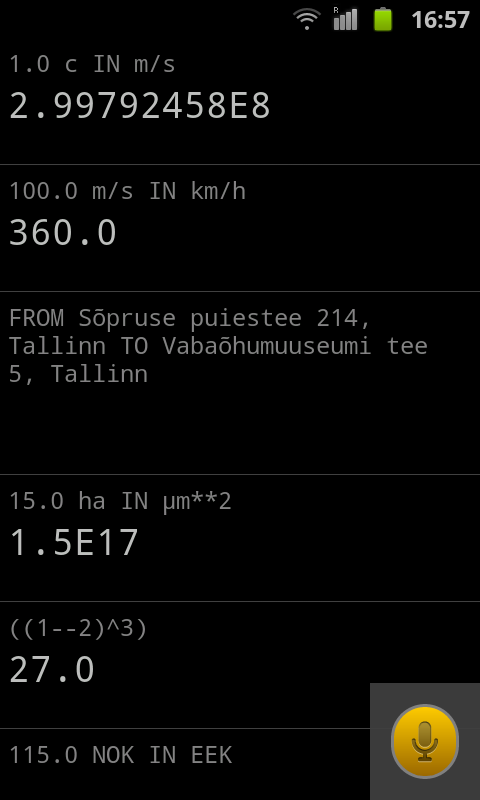 R
16:57
1.0 c IN m/s
2.99792458E8
100.0 m/s IN km/h
360.0
FROM Sõpruse puiestee 214,
Tallinn TO Vabaõhumuuseumi tee
5, Tallinn
15.0 ha IN µm**2
1.5E17
((1--2)^3)
27.0
115.0 NOK IN EEK